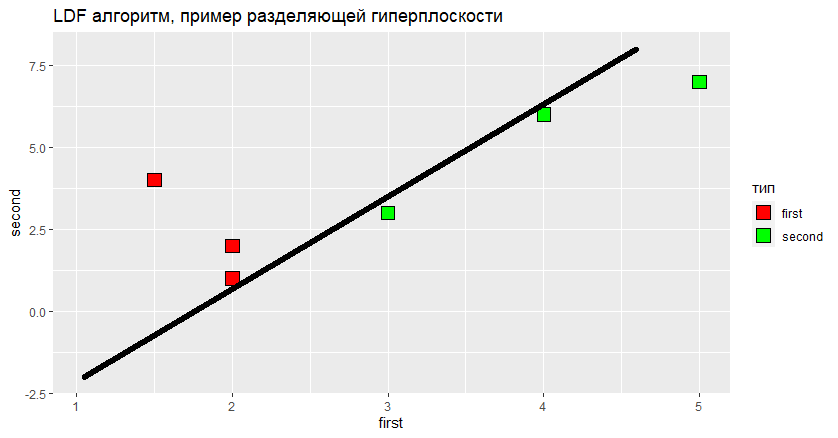 LDF алгоритм, пример разделяющей гиперплоскости
7.5
5.0
2.5
0.0
-2.5
second
1 2 3 4 5
first
тип
first
second